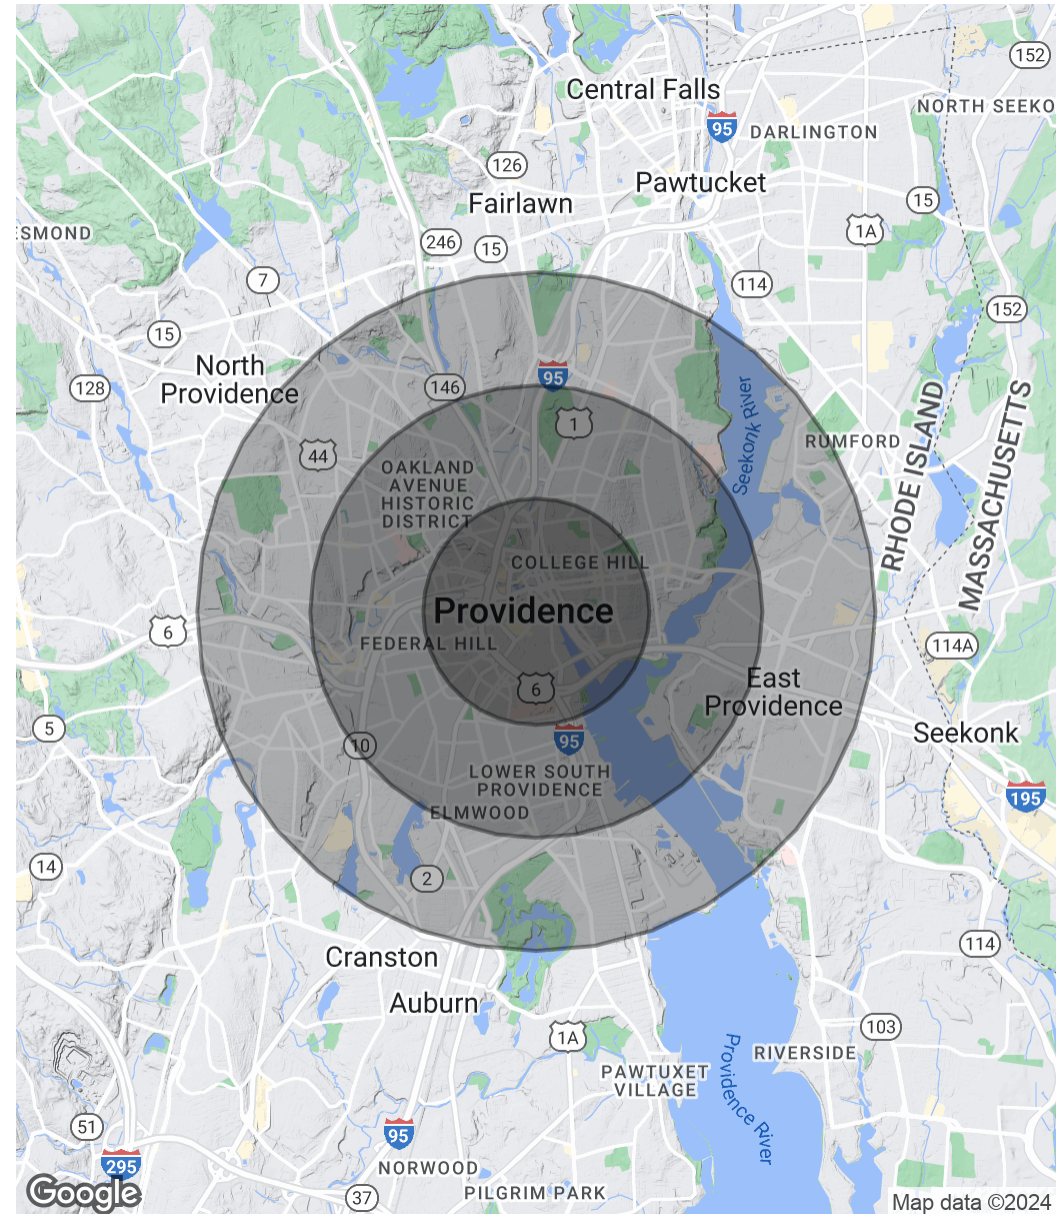 152
Central Falls
NORTH SEEKO
95
DARLINGTON
126
Pawtucket
Fairlawn
15
1A
ESMOND
246
15
7
114
152
15
North
Providence
95
128
146
Seekonk River
RHODE ISLAND
MASSACHUSETTS
1
RUMFORD
44
OAKLAND
AVENUE
HISTORIC
DISTRICT
COLLEGE HILL
Providence
6
FEDERAL HILL
114A
6
East
Providence
5
Seekonk
10
95
LOWER SOUTH
PROVIDENCE
195
ELMWOOD
14
2
114
Cranston
Auburn
1A
103
Providence River
RIVERSIDE
PAWTUXET
VILLAGE
51
95
295
NORWOOD
37
PILGRIM PARK
Google
Map data ©2024